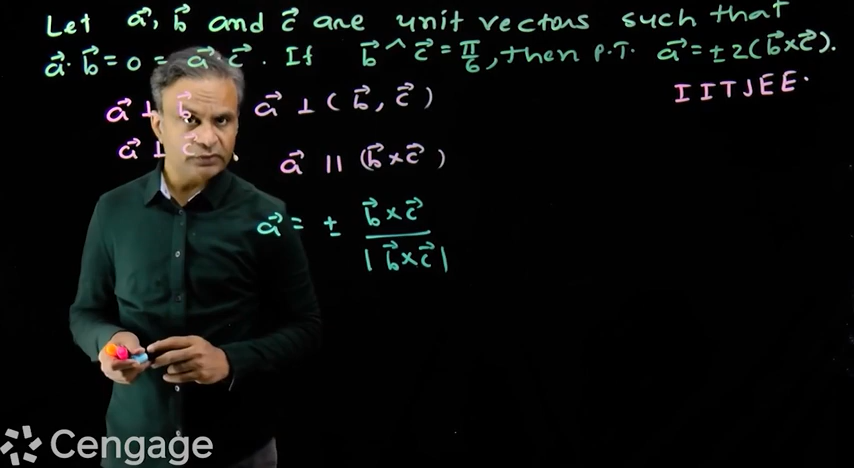 Let a⃗, b⃗ and c⃗ are unit vectors such that
a⃗. b⃗ = 0 = a⃗ . c⃗ . If b⃗ ^ c⃗ = π/6, then P.T. a⃗ = ± 2 (b⃗ × c⃗).
IITJEE.
a⃗ ⊥ b⃗ a⃗ ⊥ ( b⃗, c⃗ )
a⃗ ⊥ c⃗
a⃗ || (b⃗ × c⃗ )
a⃗ = ± b⃗ × c⃗ / | b⃗ × c⃗ |
Cengage